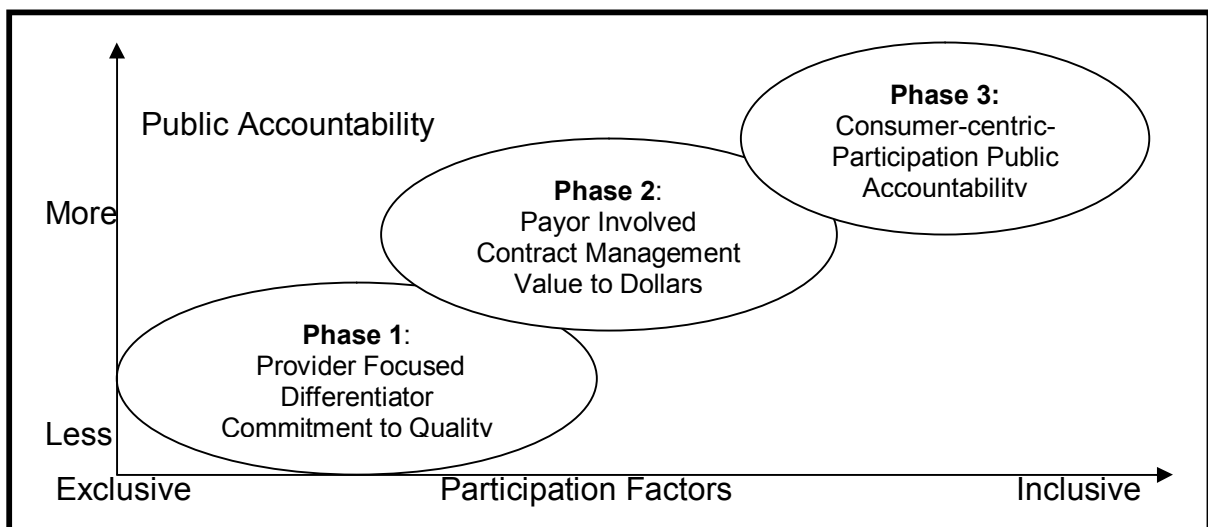 Public Accountability
More
Less
Phase 1:
Provider Focused
Differentiator
Commitment to Quality
Phase 2:
Payor Involved
Contract Management
Value to Dollars
Phase 3:
Consumer-centric-
Participation Public
Accountability
Exclusive
Participation Factors
Inclusive